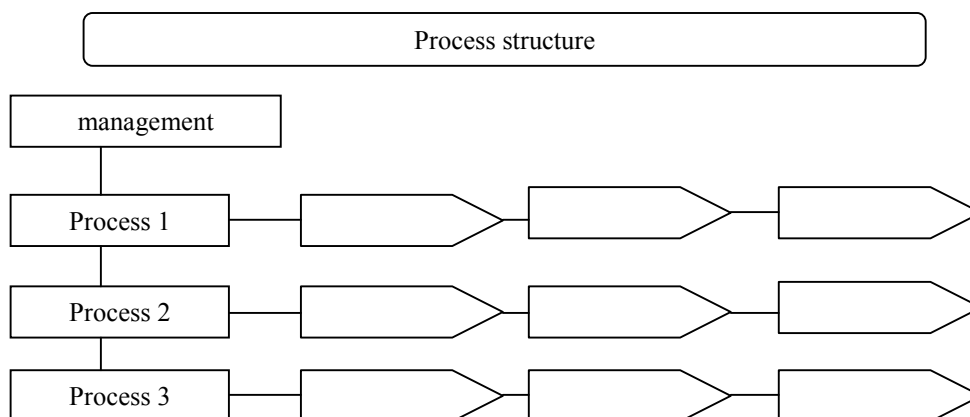 Process structure
management
Process 1
Process 2
Process 3